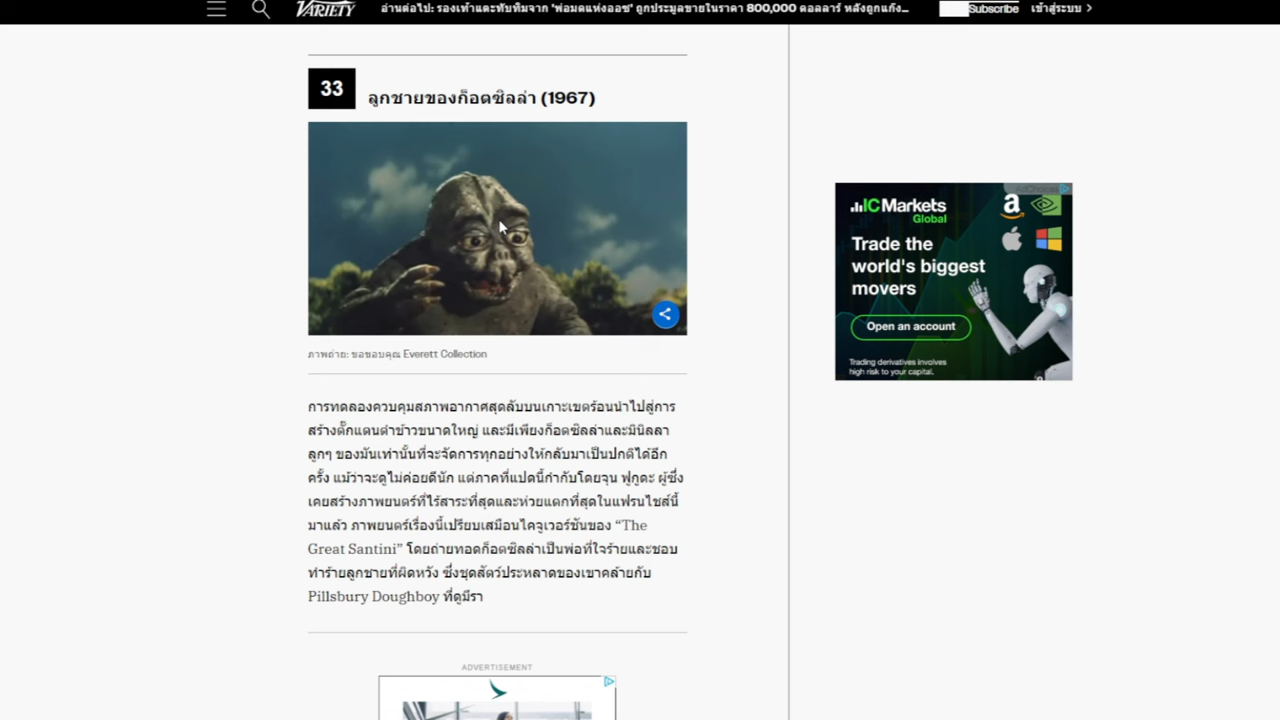 VARIETY
อ่านต่อไป: รองเท้าแตะทับทิมจาก 'พ่อมดแห่งออซ' ถูกประมูลขายในราคา 800,000 ดอลลาร์ หลังถูกแก๊ง...
Subscribe
เข้าสู่ระบบ
33
ลูกชายของก็อตซิลล่า (1967)
AdChoices
IC Markets
Global
a
Trade the
world's biggest
movers
Open an account
Trading derivatives involves
high risk to your capital.
ภาพถ่าย: ขอขอบคุณ Everett Collection
การทดลองควบคุมสภาพอากาศสุดลับบนเกาะเขตร้อนนำไปสู่การ
สร้างตั๊กแตนตำข้าวขนาดใหญ่ และมีเพียงก็อตซิลล่าและมินิลลา
ลูกๆ ของมันเท่านั้นที่จะจัดการทุกอย่างให้กลับมาเป็นปกติได้อีก
ครั้ง แม้ว่าจะดูไม่ค่อยดีนัก แต่ภาคที่แปดนี้กำกับโดยจุน ฟูกูดะ ผู้ซึ่ง
เคยสร้างภาพยนตร์ที่ไร้สาระที่สุดและห่วยแตกที่สุดในแฟรนไชส์นี้
มาแล้ว ภาพยนตร์เรื่องนี้เปรียบเสมือนไคจูเวอร์ชันของ “The
Great Santini” โดยถ่ายทอดก็อตซิลล่าเป็นพ่อที่ใจร้ายและชอบ
ทำร้ายลูกชายที่ผิดหวัง ซึ่งชุดสัตว์ประหลาดของเขาคล้ายกับ
Pillsbury Doughboy ที่ดูมีรา
ADVERTISEMENT